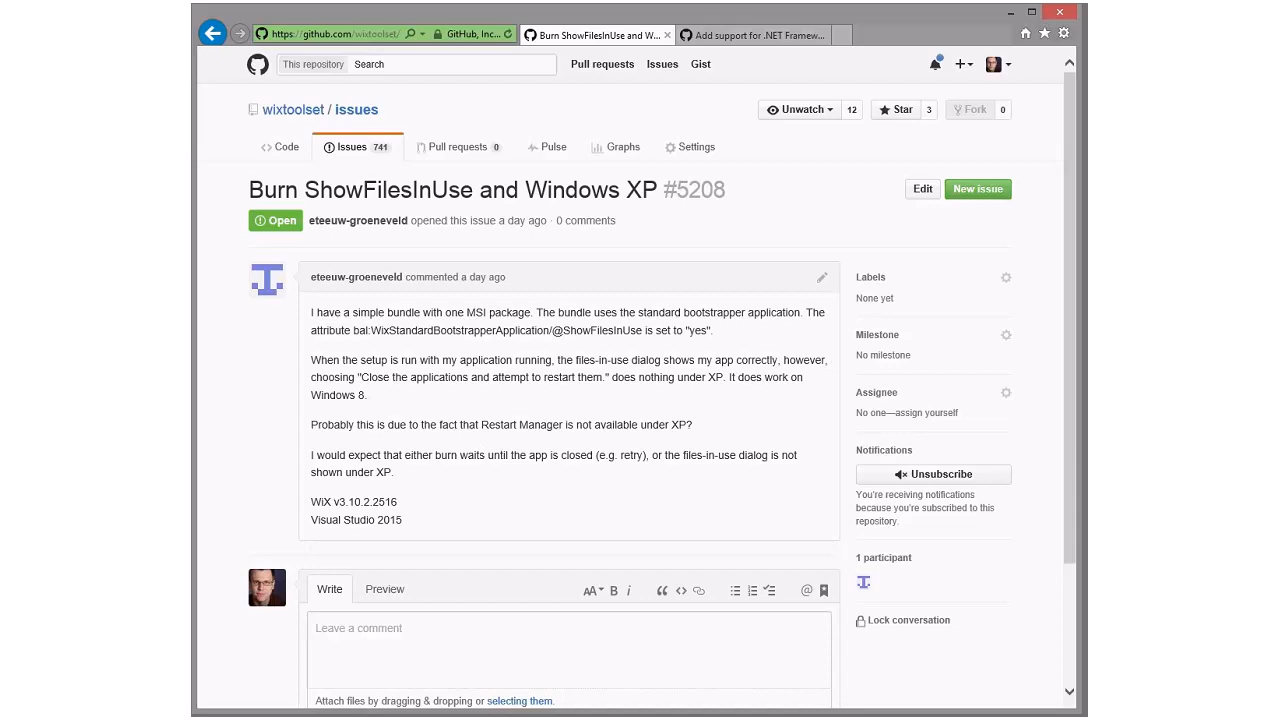 https://github.com/wixtoolset/ GitHub, Inc... Burn ShowFilesInUse and W... Add support for .NET Framew...
This repository Search Pull requests Issues Gist
wixtoolset / issues Unwatch 12 Star 3 Fork 0
Code Issues 741 Pull requests 0 Pulse Graphs Settings
Burn ShowFilesInUse and Windows XP #5208 Edit New issue
Open eteeuw-groeneveld opened this issue a day ago · 0 comments
eteeuw-groeneveld commented a day ago
I have a simple bundle with one MSI package. The bundle uses the standard bootstrapper application. The
attribute bal:WixStandardBootstrapperApplication/@ShowFilesInUse is set to "yes".
When the setup is run with my application running, the files-in-use dialog shows my app correctly, however,
choosing "Close the applications and attempt to restart them." does nothing under XP. It does work on
Windows 8.
Probably this is due to the fact that Restart Manager is not available under XP?
I would expect that either burn waits until the app is closed (e.g. retry), or the files-in-use dialog is not
shown under XP.
WiX v3.10.2.2516
Visual Studio 2015
Labels
None yet
Milestone
No milestone
Assignee
No one—assign yourself
Notifications
Unsubscribe
You're receiving notifications
because you're subscribed to this
repository.
1 participant
Lock conversation
Write Preview AA B i
Leave a comment
Attach files by dragging & dropping or selecting them.